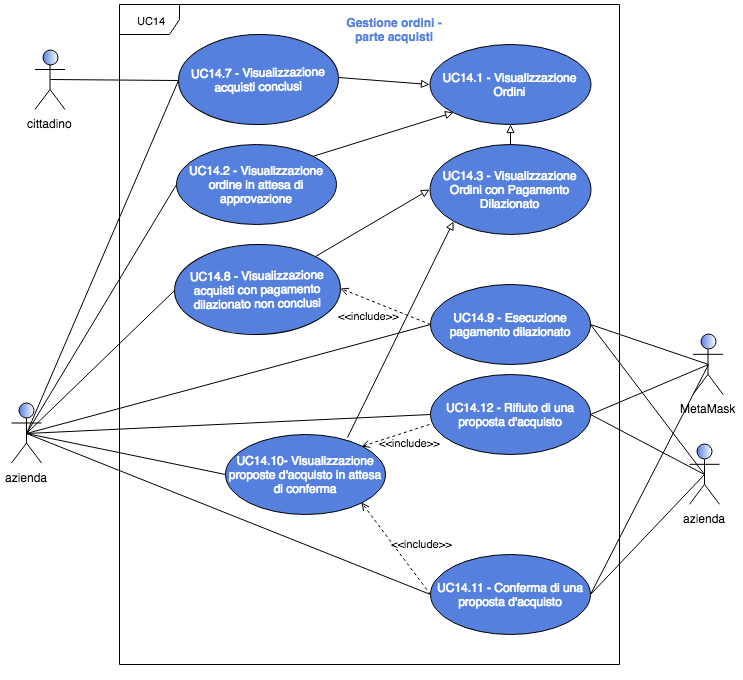 UC14
Gestione ordini -
parte acquisti
UC14.7 - Visualizzazione
acquisti conclusi
UC14.1 - Visualizzazione
Ordini
cittadino
UC14.2 - Visualizzazione
ordine in attesa di
approvazione
UC14.3 - Visualizzazione
Ordini con Pagamento
Dilazionato
UC14.8 - Visualizzazione
acquisti con pagamento
dilazionato non conclusi
<<include>>
UC14.9 - Esecuzione
pagamento dilazionato
MetaMask
UC14.12 - Rifiuto di una
proposta d'acquisto
<<include>>
azienda
UC14.10- Visualizzazione
proposte d'acquisto in attesa
di conferma
azienda
<<include>>
UC14.11 - Conferma di una
proposta d'acquisto